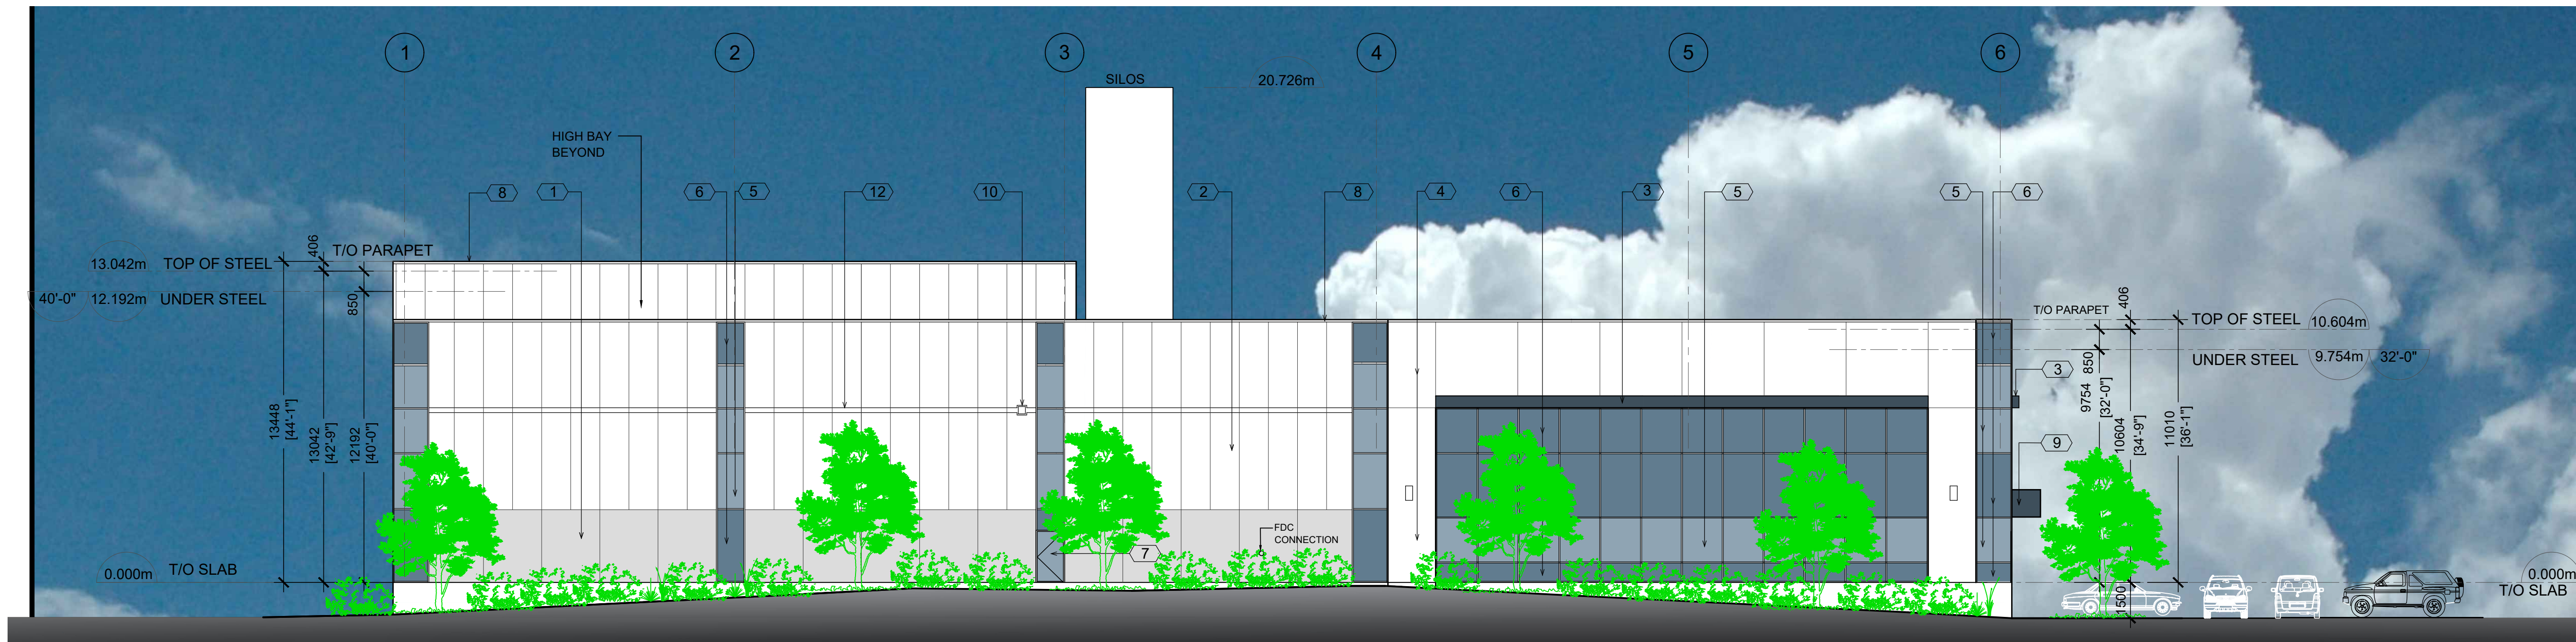 1
2
3
4
5
6
SILOS
20.726m
HIGH BAY
BEYOND
8
1
6
5
12
10
2
8
4
6
3
5
5
6
406
T/O PARAPET
13.042m TOP OF STEEL
40'-0" 12.192m UNDER STEEL
850
13448
[44'-1"]
13042
[42'-9"]
12192
[40'-0"]
0.000m T/O SLAB
FDC
CONNECTION
7
T/O PARAPET
406
TOP OF STEEL 10.604m
UNDER STEEL 9.754m 32'-0"
850
3
9754
[32'-0"]
10604
[34'-9"]
11010
[36'-1"]
9
1500
0.000m
T/O SLAB